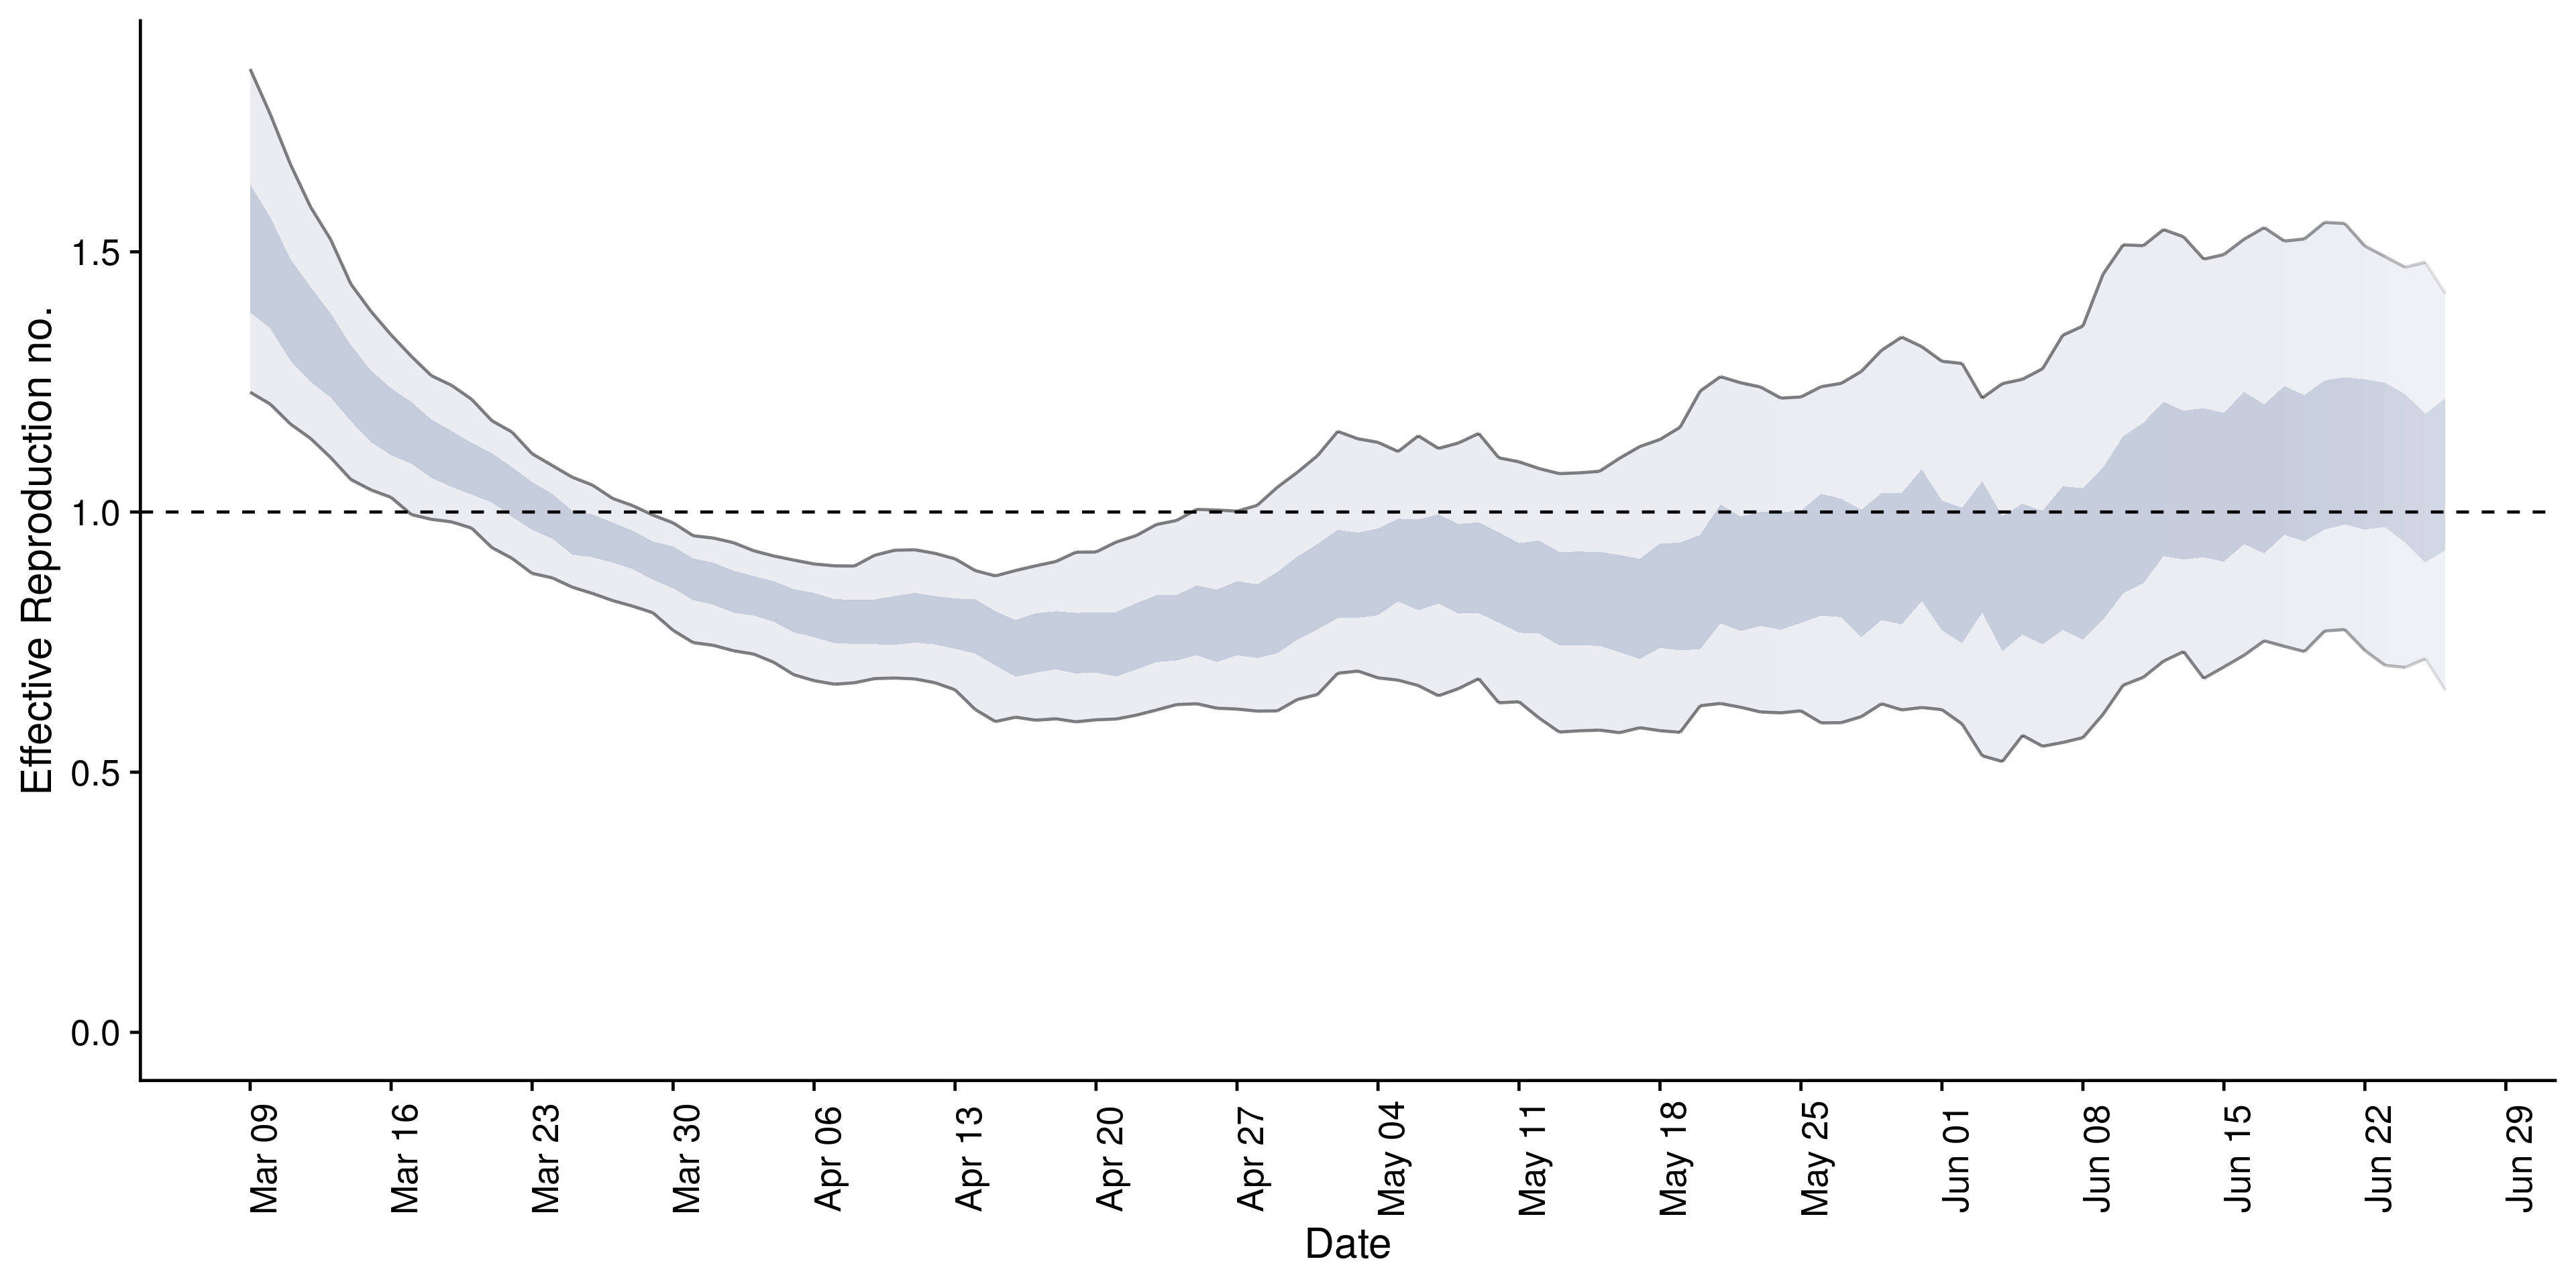 Effective Reproduction no.
1.5
1.0
0.5
0.0
Mar 09
Mar 16
Mar 23
Mar 30
Apr 06
Apr 13
Apr 20
Apr 27
May 04
May 11
May 18
May 25
Jun 01
Jun 08
Jun 15
Jun 22
Jun 29
Date